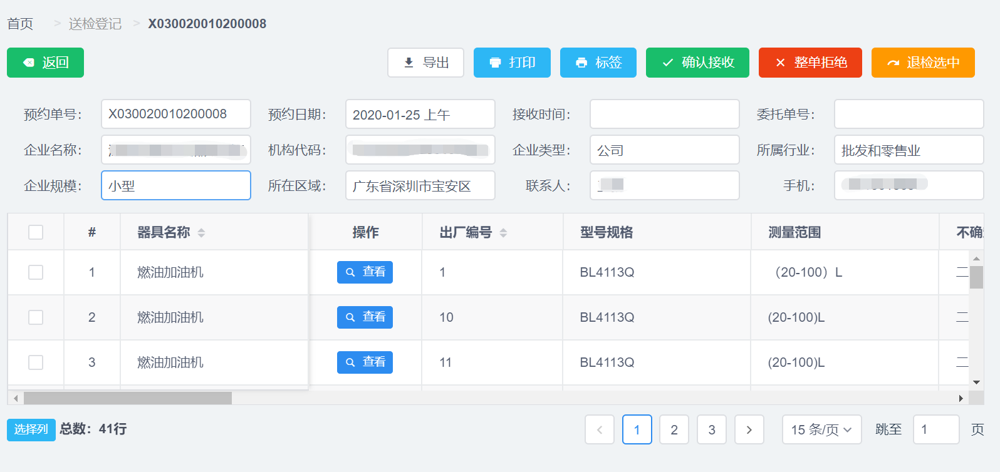 首页 > 送检登记 > X030020010200008
返回 导出 打印 标签 确认接收 整单拒绝 退检选中
预约单号： X030020010200008 预约日期： 2020-01-25 上午 接收时间： 委托单号：
企业名称： 机构代码： 企业类型： 公司 所属行业： 批发和零售业
企业规模： 小型 所在区域： 广东省深圳市宝安区 联系人： 手机：
# 器具名称 操作 出厂编号 型号规格 测量范围 不确
1 燃油加油机 查看 1 BL4113Q （20-100）L 二
2 燃油加油机 查看 10 BL4113Q (20-100)L 二
3 燃油加油机 查看 11 BL4113Q (20-100)L 二
选择列 总数：41行 < 1 2 3 > 15 条/页 跳至 1 页